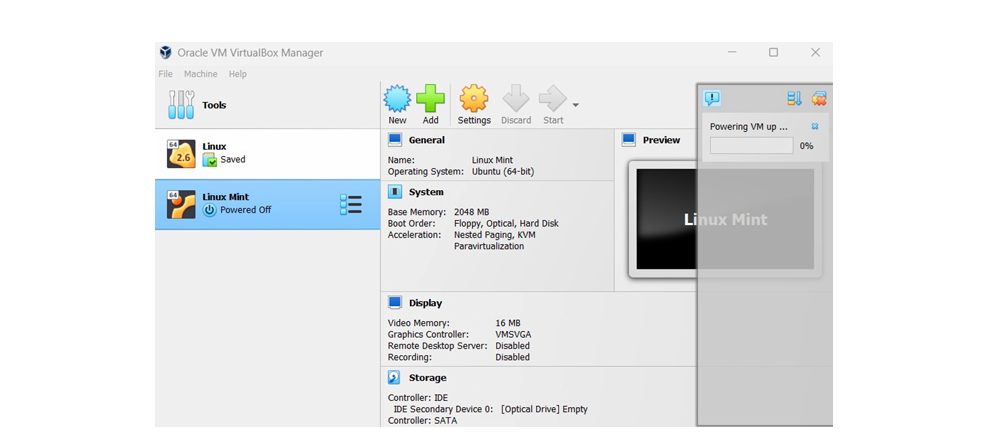 Oracle VM VirtualBox Manager
File Machine Help
Tools
New Add Settings Discard Start
64
2.6
Linux
Saved
64
Linux Mint
Powered Off
General
Name: Linux Mint
Operating System: Ubuntu (64-bit)
System
Base Memory: 2048 MB
Boot Order: Floppy, Optical, Hard Disk
Acceleration: Nested Paging, KVM
Paravirtualization
Preview
Linux Mint
Powering VM up ...
0%
Display
Video Memory: 16 MB
Graphics Controller: VMSVGA
Remote Desktop Server: Disabled
Recording: Disabled
Storage
Controller: IDE
IDE Secondary Device 0: [Optical Drive] Empty
Controller: SATA